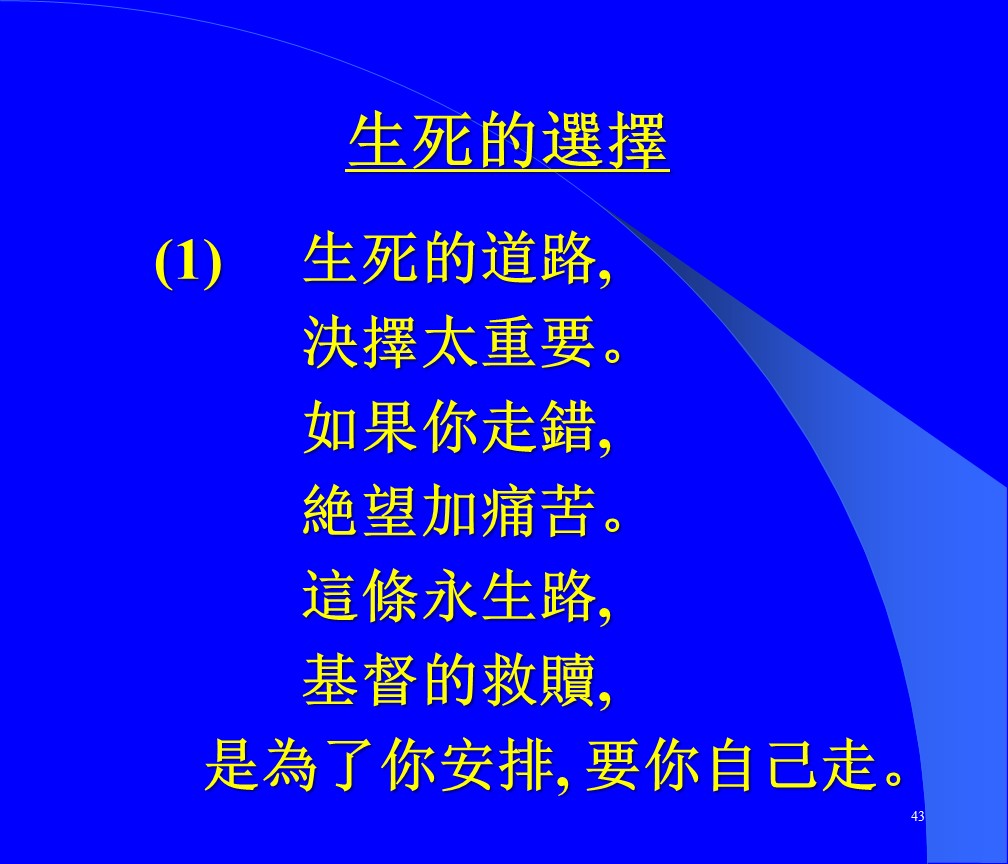 生死的選擇
(1) 生死的道路,
決擇太重要。
如果你走錯,
絕望加痛苦。
這條永生路,
基督的救贖,
是為了你安排, 要你自己走。
43